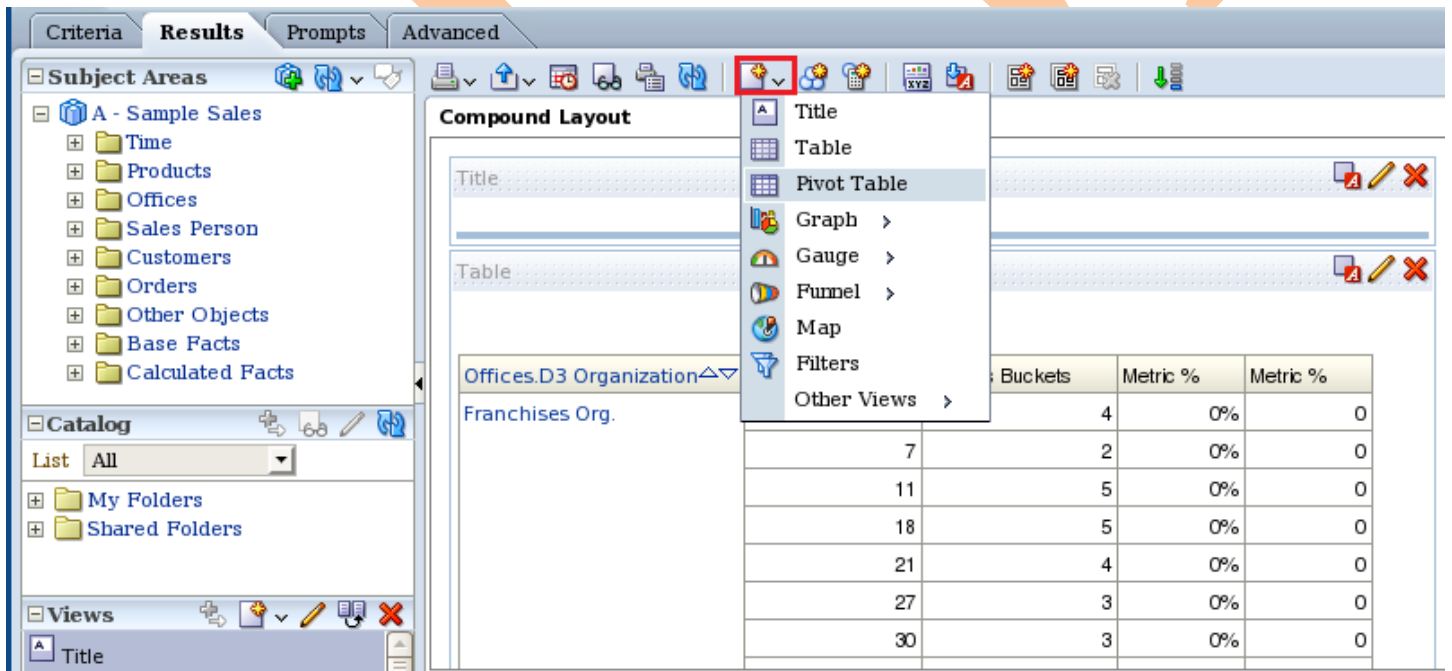 Criteria Results Prompts Advanced
Subject Areas
A - Sample Sales
Time
Products
Offices
Sales Person
Customers
Orders
Other Objects
Base Facts
Calculated Facts
Catalog
List All
My Folders
Shared Folders
Views
Title
XYZ
Compound Layout
Title
Table
Pivot Table
Graph
Gauge
Funnel
Map
Filters
Other Views
Title
Table
Offices.D3 Organization Buckets Metric % Metric %
Franchises Org. 4 0% 0
7 2 0% 0
11 5 0% 0
18 5 0% 0
21 4 0% 0
27 3 0% 0
30 3 0% 0